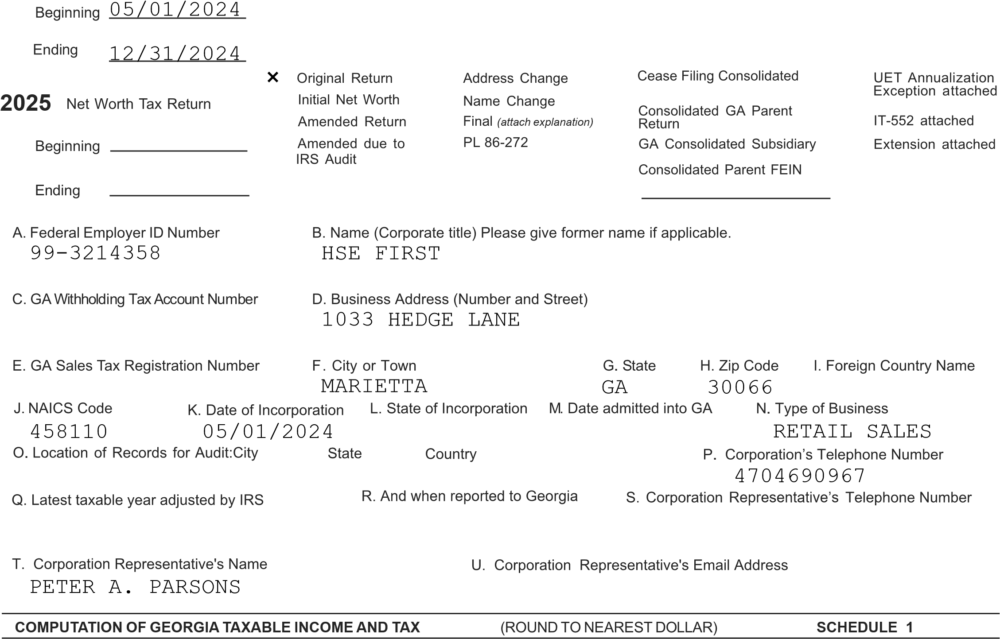 Beginning 05/01/2024
Ending 12/31/2024
× Original Return Address Change Cease Filing Consolidated UET Annualization Exception attached
2025 Net Worth Tax Return Initial Net Worth Name Change Consolidated GA Parent Return
Amended Return Final (attach explanation) IT-552 attached
Beginning Amended due to IRS Audit PL 86-272 GA Consolidated Subsidiary Extension attached
Consolidated Parent FEIN
Ending
A. Federal Employer ID Number B. Name (Corporate title) Please give former name if applicable.
99-3214358 HSE FIRST
C. GA Withholding Tax Account Number D. Business Address (Number and Street)
1033 HEDGE LANE
E. GA Sales Tax Registration Number F. City or Town G. State H. Zip Code I. Foreign Country Name
MARIETTA GA 30066
J. NAICS Code K. Date of Incorporation L. State of Incorporation M. Date admitted into GA N. Type of Business
458110 05/01/2024 RETAIL SALES
O. Location of Records for Audit:City State Country P. Corporation’s Telephone Number
4704690967
Q. Latest taxable year adjusted by IRS R. And when reported to Georgia S. Corporation Representative’s Telephone Number
T. Corporation Representative's Name U. Corporation Representative's Email Address
PETER A. PARSONS
COMPUTATION OF GEORGIA TAXABLE INCOME AND TAX (ROUND TO NEAREST DOLLAR) SCHEDULE 1